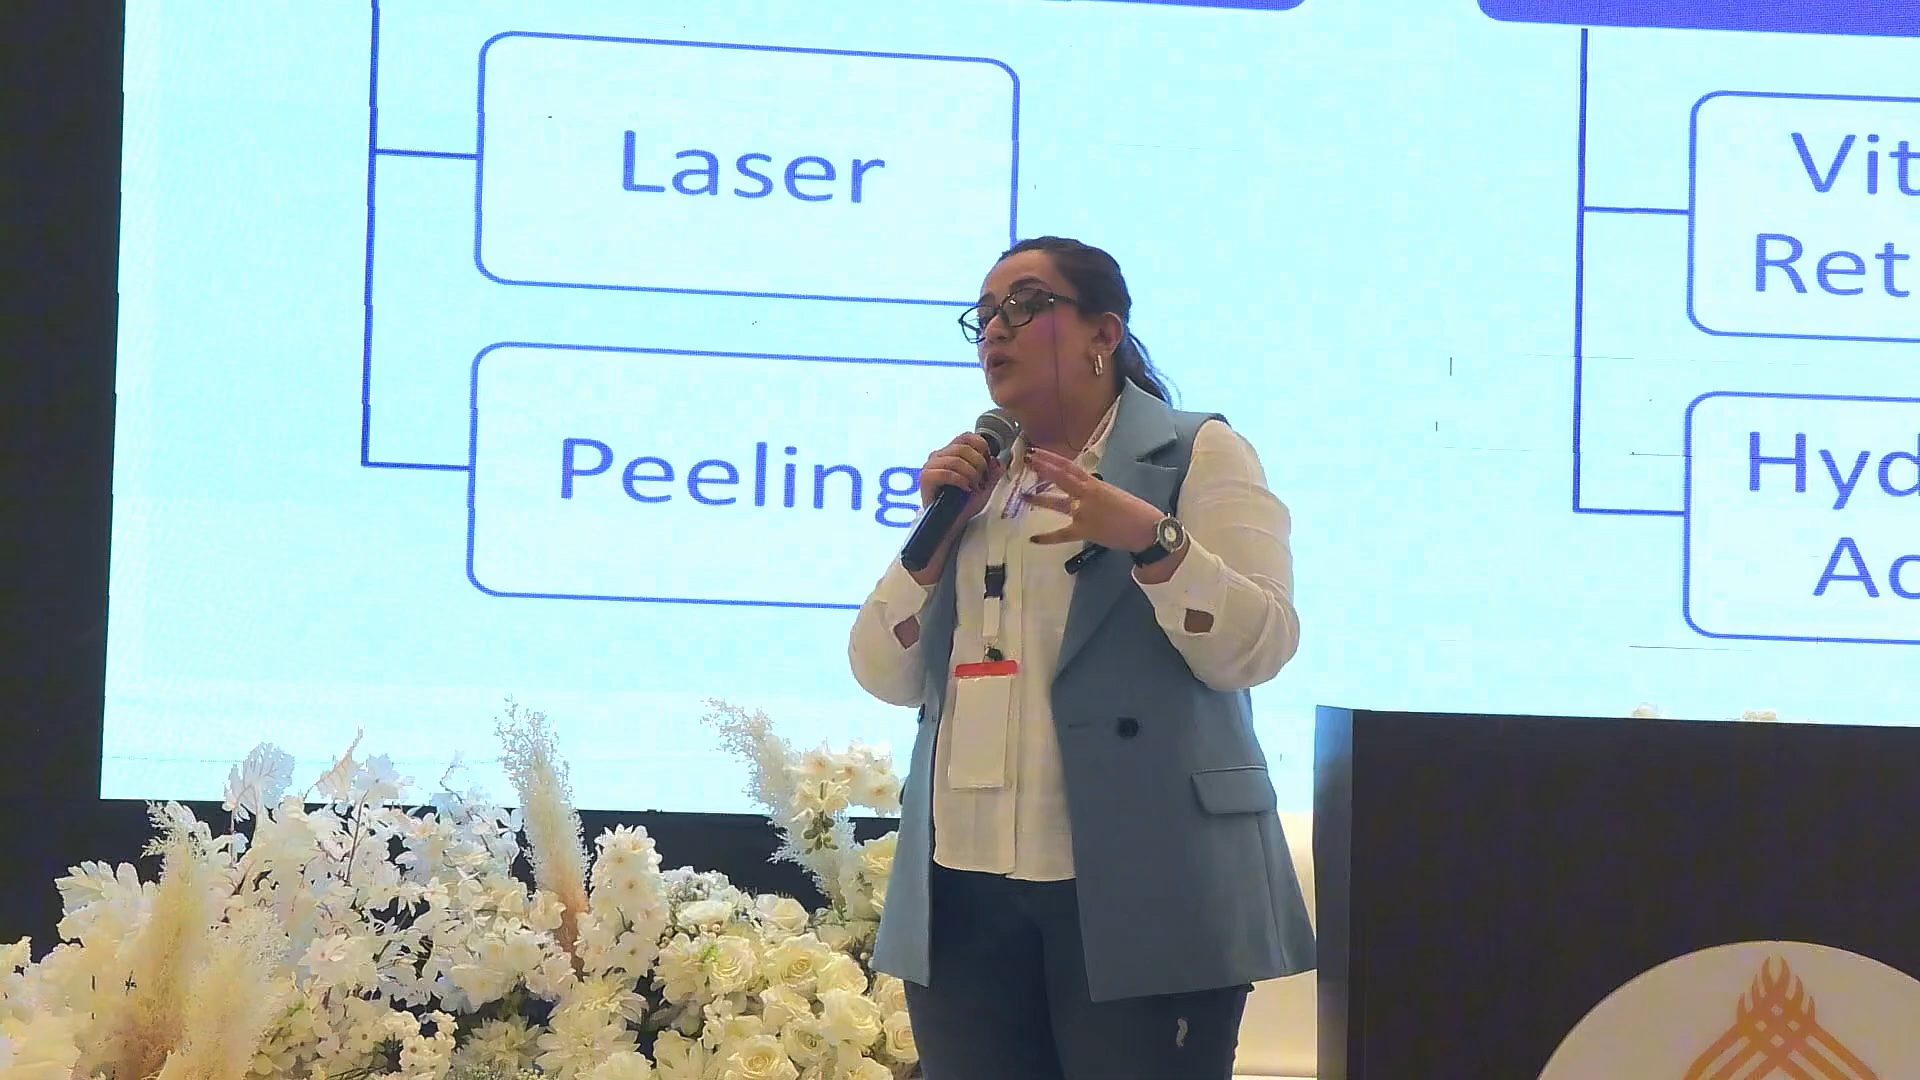 Laser
Peeling
Vit
Ret
Hyd
Ac